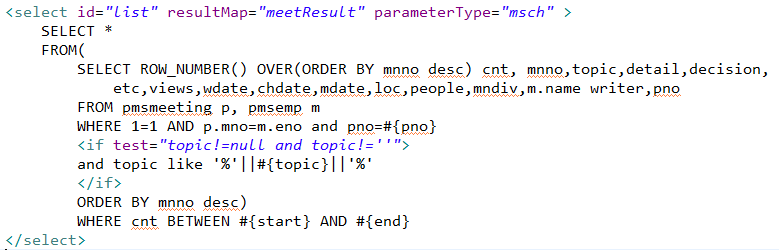 <select id="list" resultMap="meetResult" parameterType="msch" >
SELECT *
FROM(
SELECT ROW_NUMBER() OVER(ORDER BY mnno desc) cnt, mnno,topic,detail,decision,
etc,views,wdate,chdate,mdate,loc,people,mndiv,m.name writer,pno
FROM pmsmeeting p, pmsemp m
WHERE 1=1 AND p.mno=m.eno and pno=#{pno}
<if test="topic!=null and topic!=''">
and topic like '%'||#{topic}||'%'
</if>
ORDER BY mnno desc)
WHERE cnt BETWEEN #{start} AND #{end}
</select>